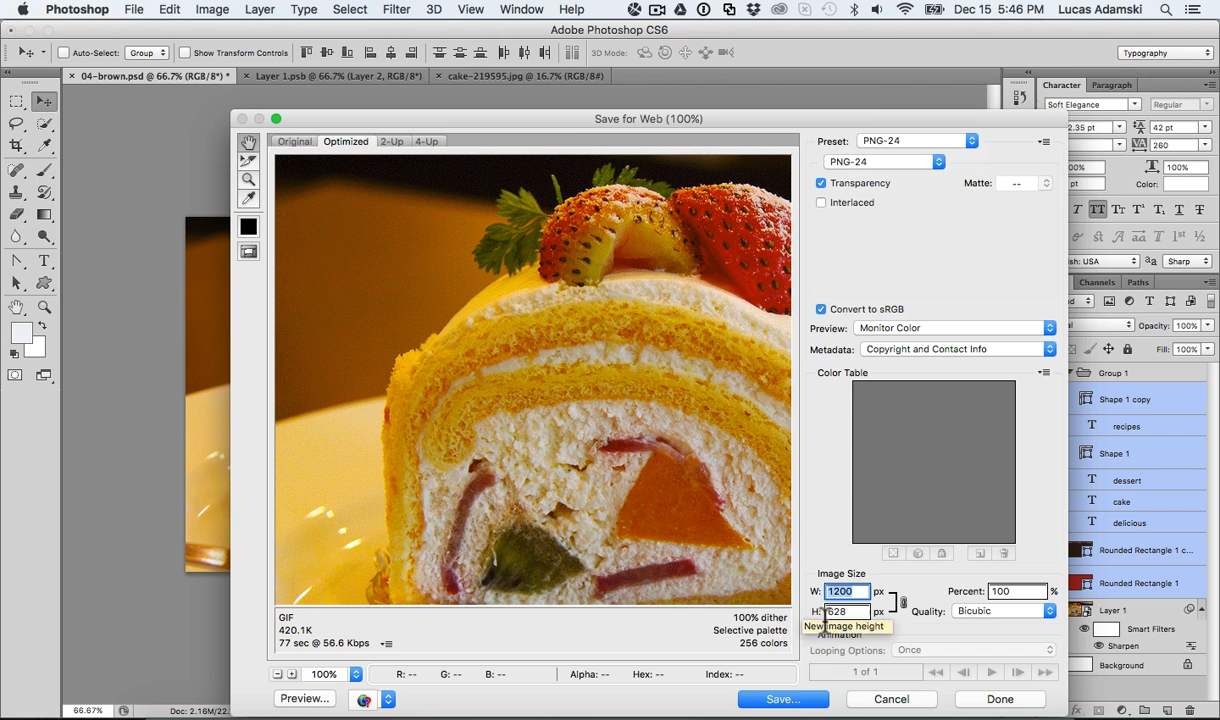 Photoshop File Edit Image Layer Type Select Filter 3D View Window Help Dec 15 5:46 PM Lucas Adamski
Adobe Photoshop CS6
Auto-Select: Group Show Transform Controls 3D Mode: Typography
04-brown.psd @ 66.7% (RGB/8*) * Layer 1.psb @ 66.7% (Layer 2, RGB/8*) cake-219595.jpg @ 16.7% (RGB/8#)
Character Paragraph
Soft Elegance Regular
2.35 pt 42 pt
260
00% 100%
pt Color:
ish: USA Sharp
Channels Paths
Opacity: 100%
Fill: 100%
Group 1
Shape 1 copy
recipes
Shape 1
dessert
cake
delicious
Rounded Rectangle 1 c...
Rounded Rectangle 1
Layer 1
Smart Filters
Sharpen
Background
Save for Web (100%)
Original Optimized 2-Up 4-Up
Preset: PNG-24
PNG-24
Transparency Matte: --
Interlaced
Convert to sRGB
Preview: Monitor Color
Metadata: Copyright and Contact Info
Color Table
Image Size
W: 1200 px Percent: 100 %
H: 628 px Quality: Bicubic
New image height
Animation
Looping Options: Once
1 of 1
GIF 100% dither
420.1K Selective palette
77 sec @ 56.6 Kbps 256 colors
100% R: -- G: -- B: -- Alpha: -- Hex: -- Index: --
Preview... Save... Cancel Done
66.67% Doc: 2.16M/22.